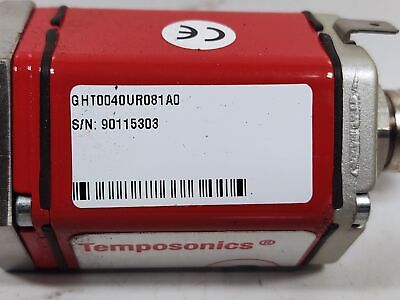 CE
GHT0040UR081A0
S/N: 90115303
Temposonics®